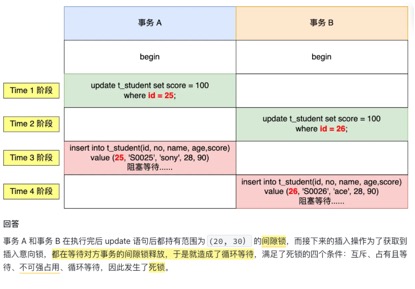 事务 A
事务 B
begin
begin
Time 1 阶段
update t_student set score = 100
where id = 25;
Time 2 阶段
update t_student set score = 100
where id = 26;
Time 3 阶段
insert into t_student(id, no, name, age,score)
value (25, 'S0025', 'sony', 28, 90)
阻塞等待......
Time 4 阶段
insert into t_student(id, no, name, age,score)
value (26, 'S0026', 'ace', 28, 90)
阻塞等待......
回答
事务 A 和事务 B 在执行完后 update 语句后都持有范围为 (20, 30) 的间隙锁，而接下来的插入操作为了获取到
插入意向锁，都在等待对方事务的间隙锁释放，于是就造成了循环等待，满足了死锁的四个条件：互斥、占有且等
待、不可强占用、循环等待，因此发生了死锁。